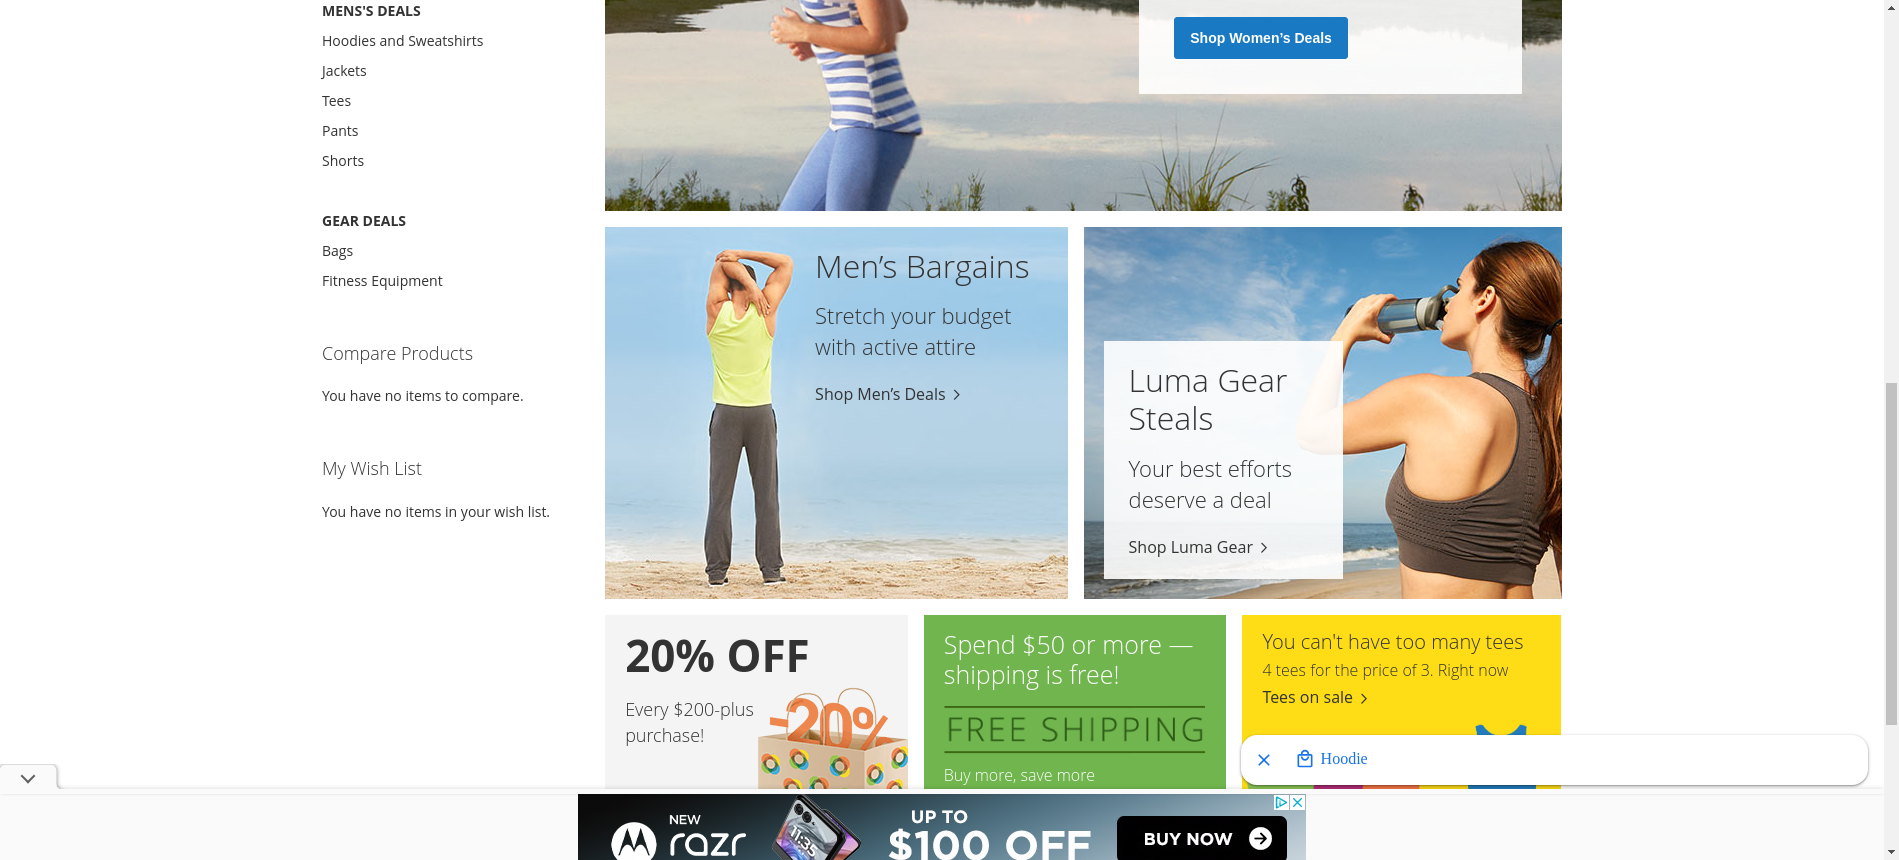 MENS'S DEALS
Hoodies and Sweatshirts
Jackets
Tees
Pants
Shorts
GEAR DEALS
Bags
Fitness Equipment
Compare Products
You have no items to compare.
My Wish List
You have no items in your wish list.
Shop Women’s Deals
Men’s Bargains
Stretch your budget
with active attire
Shop Men’s Deals
Luma Gear
Steals
Your best efforts
deserve a deal
Shop Luma Gear
20% OFF
Every $200-plus
purchase!
-20%
Spend $50 or more —
shipping is free!
FREE SHIPPING
Buy more, save more
You can't have too many tees
4 tees for the price of 3. Right now
Tees on sale
Hoodie
NEW
razr
11:35
UP TO
$100 OFF
BUY NOW